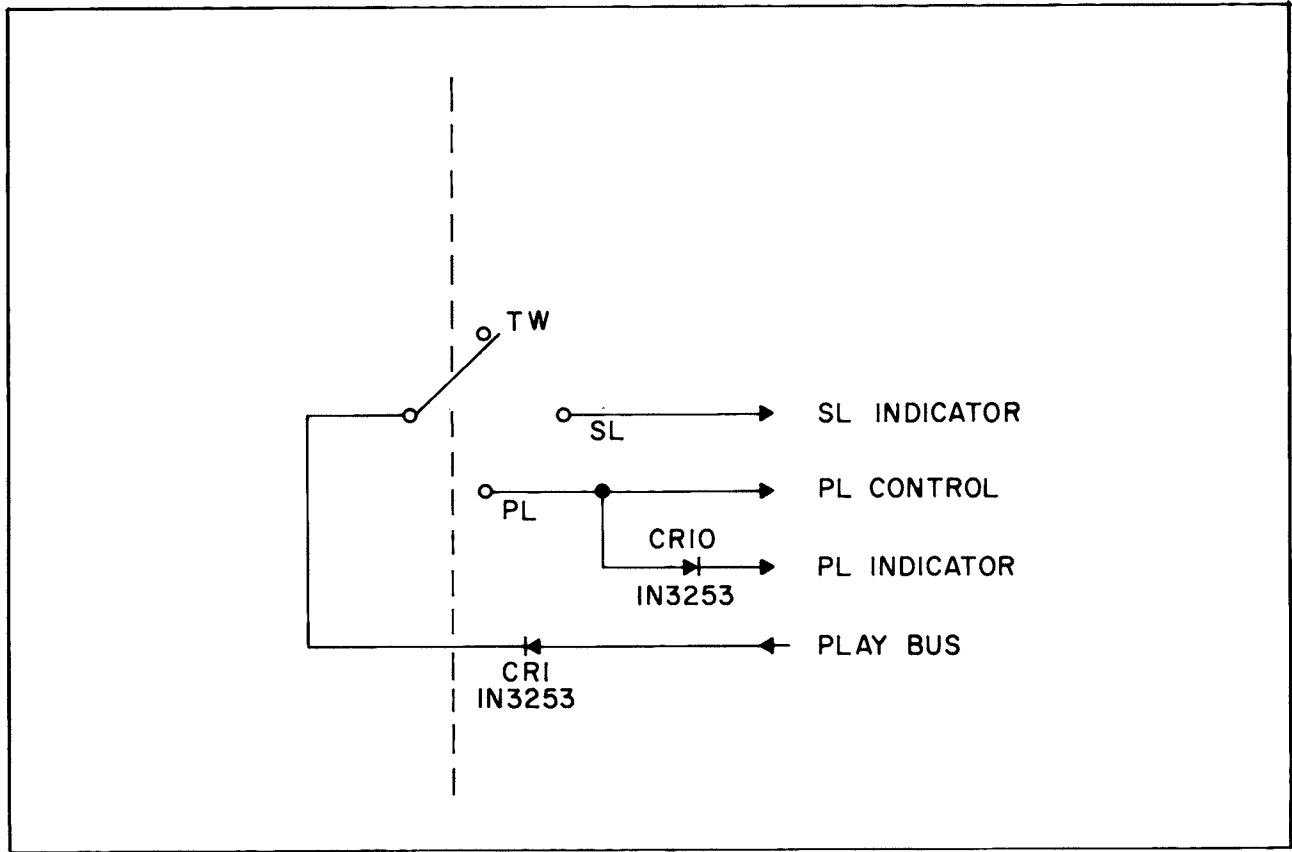 TW
SL INDICATOR
SL
PL CONTROL
PL
CR10
PL INDICATOR
IN3253
PLAY BUS
CR1
IN3253